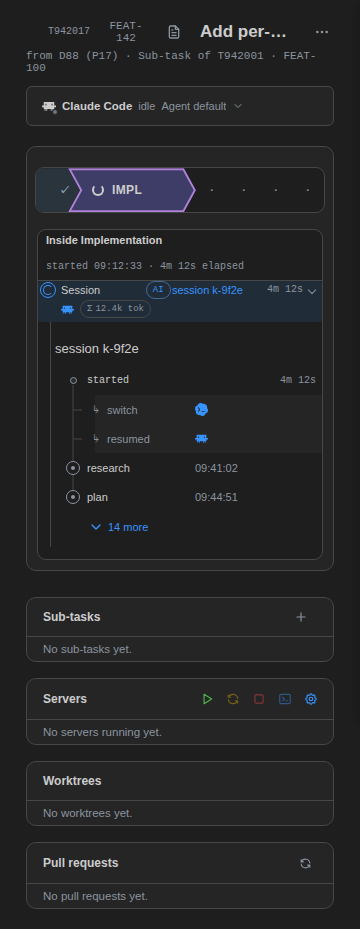 T942017 FEAT-142 Add per-…
from D88 (P17) · Sub-task of T942001 · FEAT-100
Claude Code idle Agent default
✓ IMPL
Inside Implementation
started 09:12:33 · 4m 12s elapsed
Session AI session k-9f2e 4m 12s
Σ 12.4k tok
session k-9f2e
started 4m 12s
↳ switch
↳ resumed
research 09:41:02
plan 09:44:51
14 more
Sub-tasks
No sub-tasks yet.
Servers
No servers running yet.
Worktrees
No worktrees yet.
Pull requests
No pull requests yet.